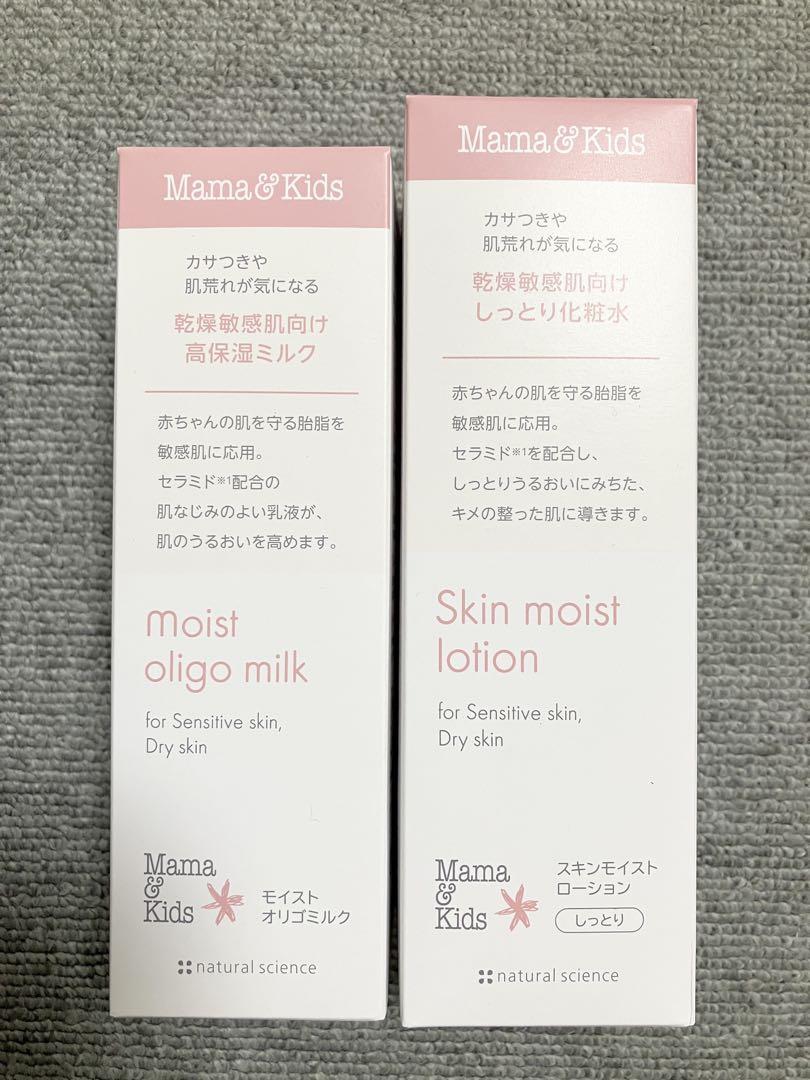 Mama&Kids
カサつきや
肌荒れが気になる
乾燥敏感肌向け
高保湿ミルク
赤ちゃんの肌を守る胎脂を
敏感肌に応用。
セラミド※1配合の
肌なじみのよい乳液が、
肌のうるおいを高めます。
moist
oligo milk
for Sensitive skin,
Dry skin
Mama
&
Kids
モイスト
オリゴミルク
natural science
Mama&Kids
カサつきや
肌荒れが気になる
乾燥敏感肌向け
しっとり化粧水
赤ちゃんの肌を守る胎脂を
敏感肌に応用。
セラミド※1を配合し、
しっとりうるおいにみちた、
キメの整った肌に導きます。
Skin moist
lotion
for Sensitive skin,
Dry skin
Mama
&
Kids
スキンモイスト
ローション
しっとり
natural science